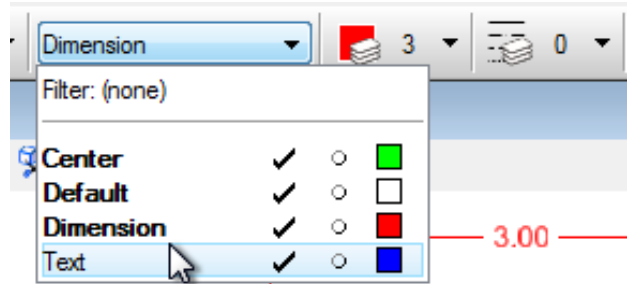 Dimension 3 0
Filter: (none)
Center
Default
Dimension
3.00
Text